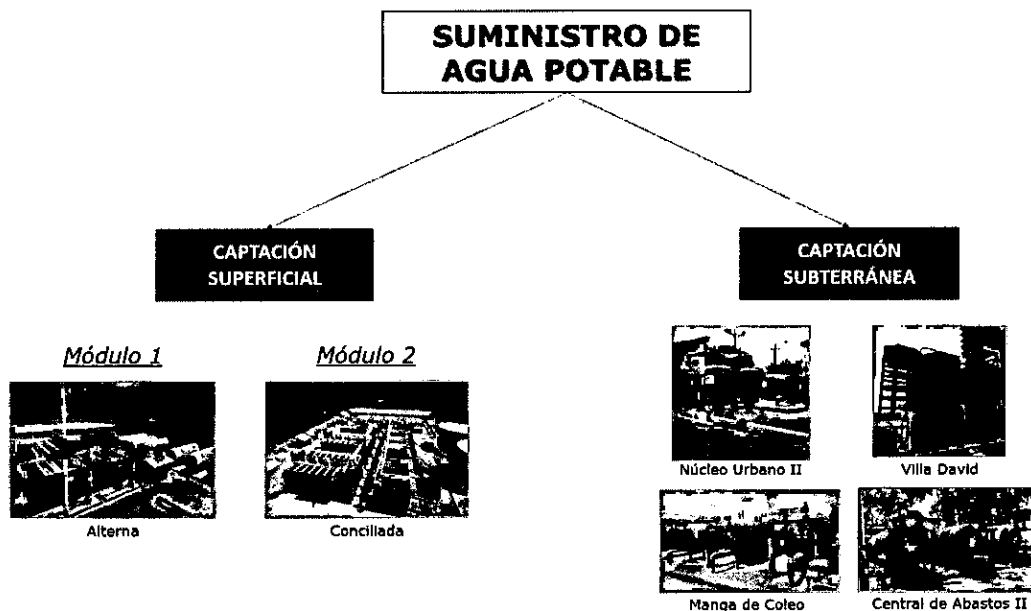 SUMINISTRO DE
AGUA POTABLE
CAPTACIÓN
SUPERFICIAL
CAPTACIÓN
SUBTERRÁNEA
Módulo 1
Módulo 2
Alterna
Conciliada
Núcleo Urbano II
Villa David
Manga de Coleo
Central de Abastos II